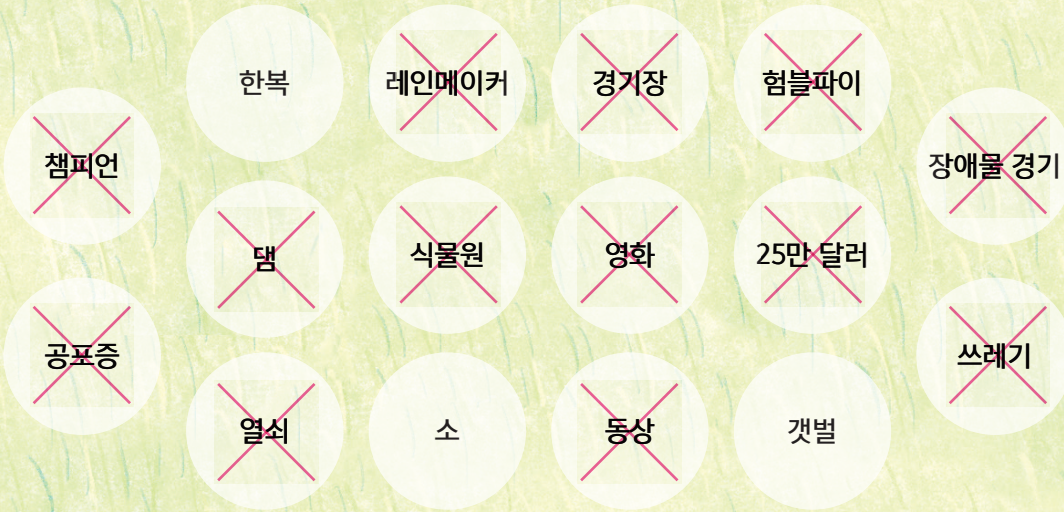 한복
레인메이커
경기장
험블파이
챔피언
장애물 경기
댐
식물원
영화
25만 달러
공포증
쓰레기
열쇠
소
동상
갯벌